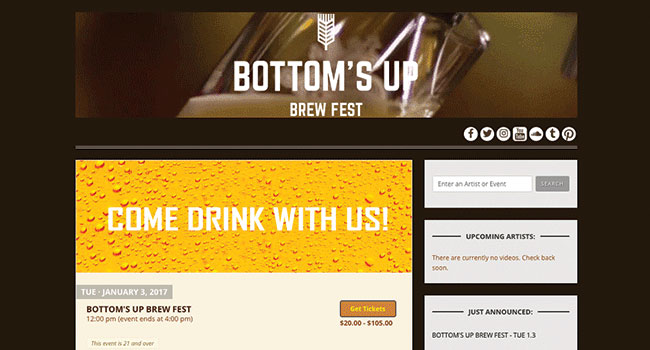 BOTTOM'S UP
BREW FEST
You Tube
COME DRINK WITH US!
TUE · JANUARY 3, 2017
BOTTOM'S UP BREW FEST
12:00 pm (event ends at 4:00 pm)
Get Tickets
$20.00 - $105.00
This event is 21 and over
Enter an Artist or Event
SEARCH
UPCOMING ARTISTS:
There are currently no videos. Check back
soon.
JUST ANNOUNCED:
BOTTOM'S UP BREW FEST - TUE 1.3